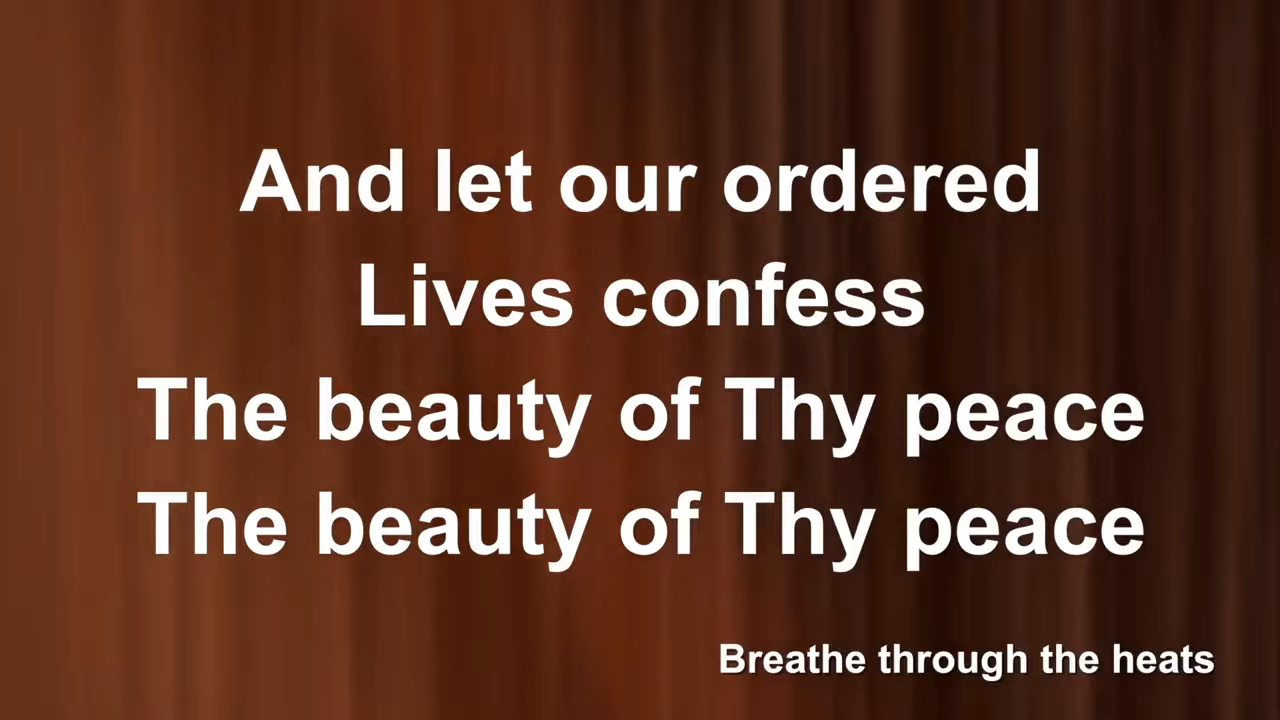 And let our ordered
Lives confess
The beauty of Thy peace
The beauty of Thy peace
Breathe through the heats